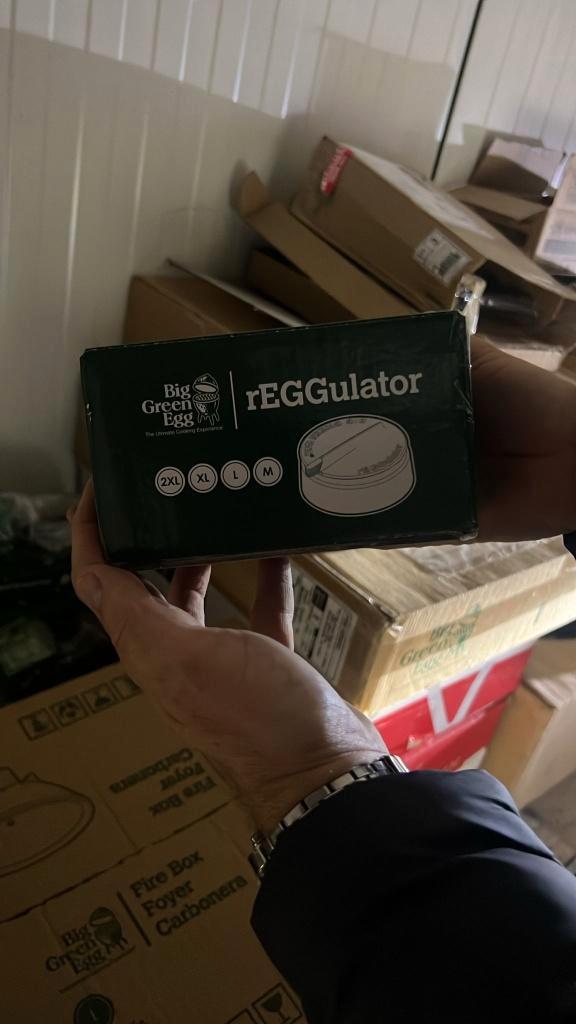 Big
Green
Egg
The Ultimate Cooking Experience
rEGGulator
2XL XL L M
Big
Green
Egg
Fire Box
Foyer
Carbonera
Fire Box
Foyer
Carbonera
Big
Green
Egg
L